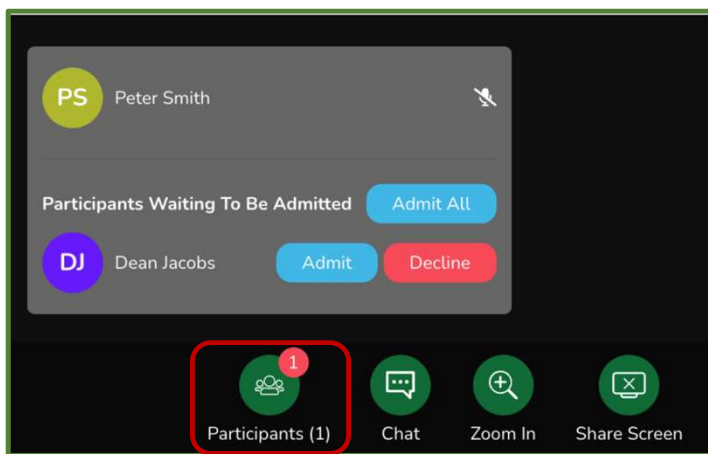 PS Peter Smith
Participants Waiting To Be Admitted Admit All
DJ Dean Jacobs Admit Decline
1
Participants (1) Chat Zoom In Share Screen